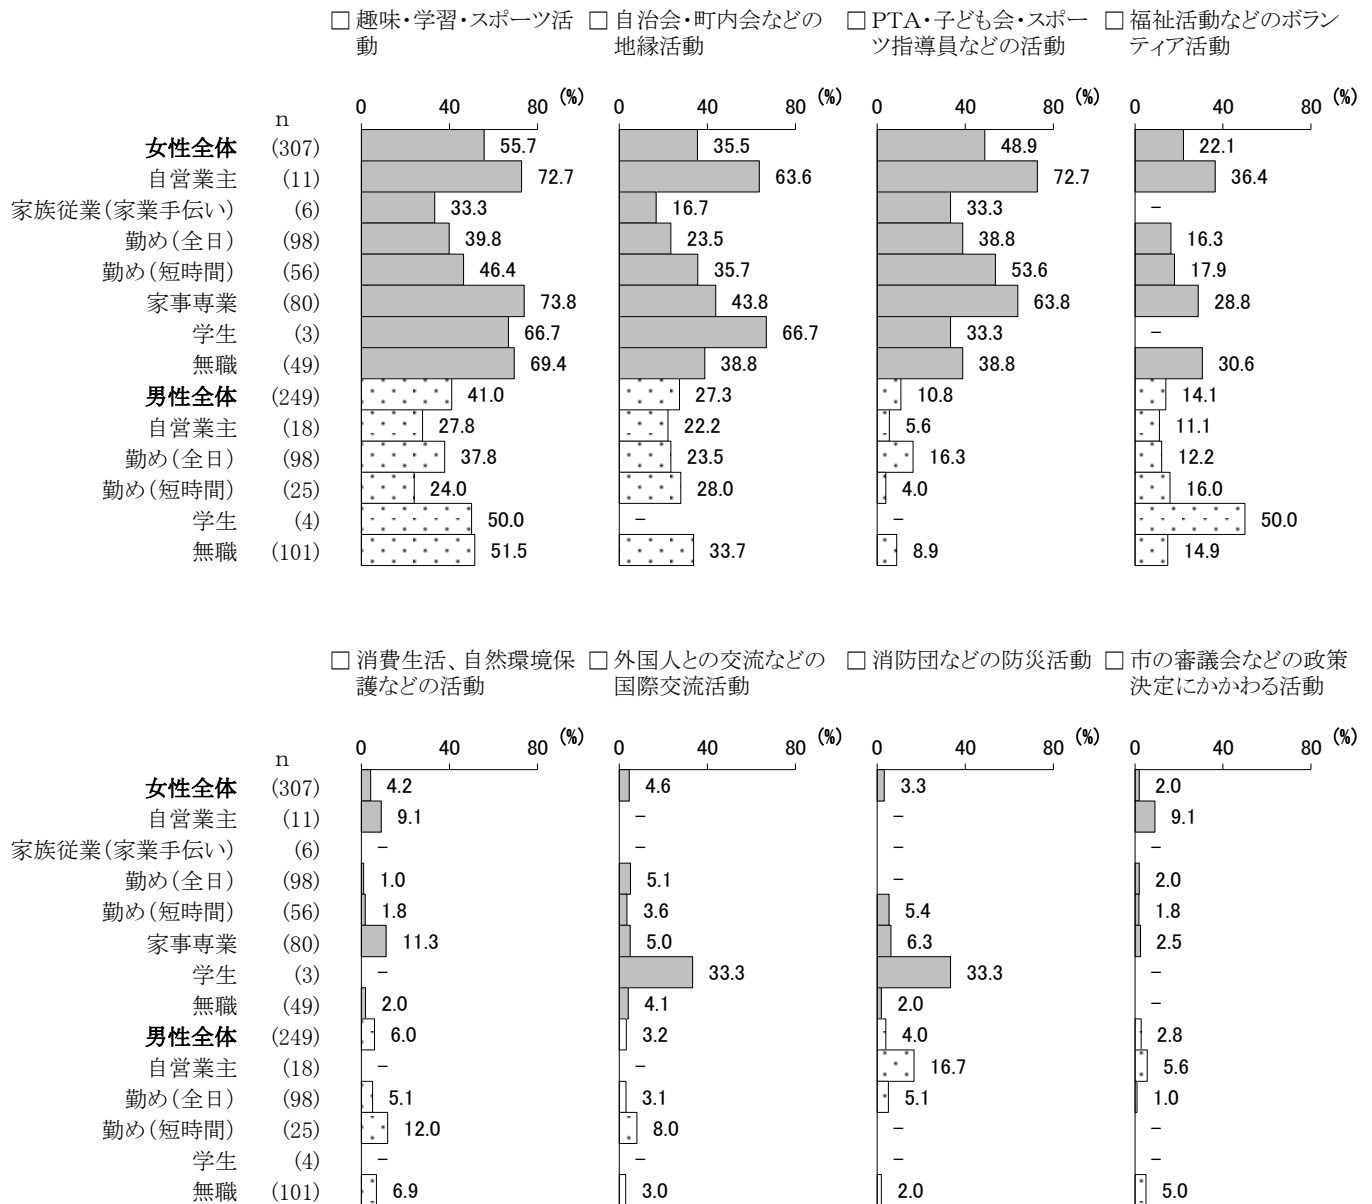 □ 趣味・学習・スポーツ活 □ 自治会・町内会などの □ PTA・子ども会・スポー □ 福祉活動などのボラン
動 地縁活動 ツ指導員などの活動 ティア活動
0 40 80 (%) 0 40 80 (%) 0 40 80 (%) 0 40 80 (%)
n
女性全体 (307) 55.7 35.5 48.9 22.1
自営業主 (11) 72.7 63.6 72.7 36.4
家族従業(家業手伝い) (6) 33.3 16.7 33.3 −
勤め(全日) (98) 39.8 23.5 38.8 16.3
勤め(短時間) (56) 46.4 35.7 53.6 17.9
家事専業 (80) 73.8 43.8 63.8 28.8
学生 (3) 66.7 66.7 33.3 −
無職 (49) 69.4 38.8 38.8 30.6
男性全体 (249) 41.0 27.3 10.8 14.1
自営業主 (18) 27.8 22.2 5.6 11.1
勤め(全日) (98) 37.8 23.5 16.3 12.2
勤め(短時間) (25) 24.0 28.0 4.0 16.0
学生 (4) 50.0 − − 50.0
無職 (101) 51.5 33.7 8.9 14.9
□ 消費生活、自然環境保 □ 外国人との交流などの □ 消防団などの防災活動 □ 市の審議会などの政策
護などの活動 国際交流活動 決定にかかわる活動
0 40 80 (%) 0 40 80 (%) 0 40 80 (%) 0 40 80 (%)
n
女性全体 (307) 4.2 4.6 3.3 2.0
自営業主 (11) 9.1 − − 9.1
家族従業(家業手伝い) (6) − − − −
勤め(全日) (98) 1.0 5.1 − 2.0
勤め(短時間) (56) 1.8 3.6 5.4 1.8
家事専業 (80) 11.3 5.0 6.3 2.5
学生 (3) − 33.3 33.3 −
無職 (49) 2.0 4.1 2.0 −
男性全体 (249) 6.0 3.2 4.0 2.8
自営業主 (18) − − 16.7 5.6
勤め(全日) (98) 5.1 3.1 5.1 1.0
勤め(短時間) (25) 12.0 8.0 − −
学生 (4) − − − −
無職 (101) 6.9 3.0 2.0 5.0